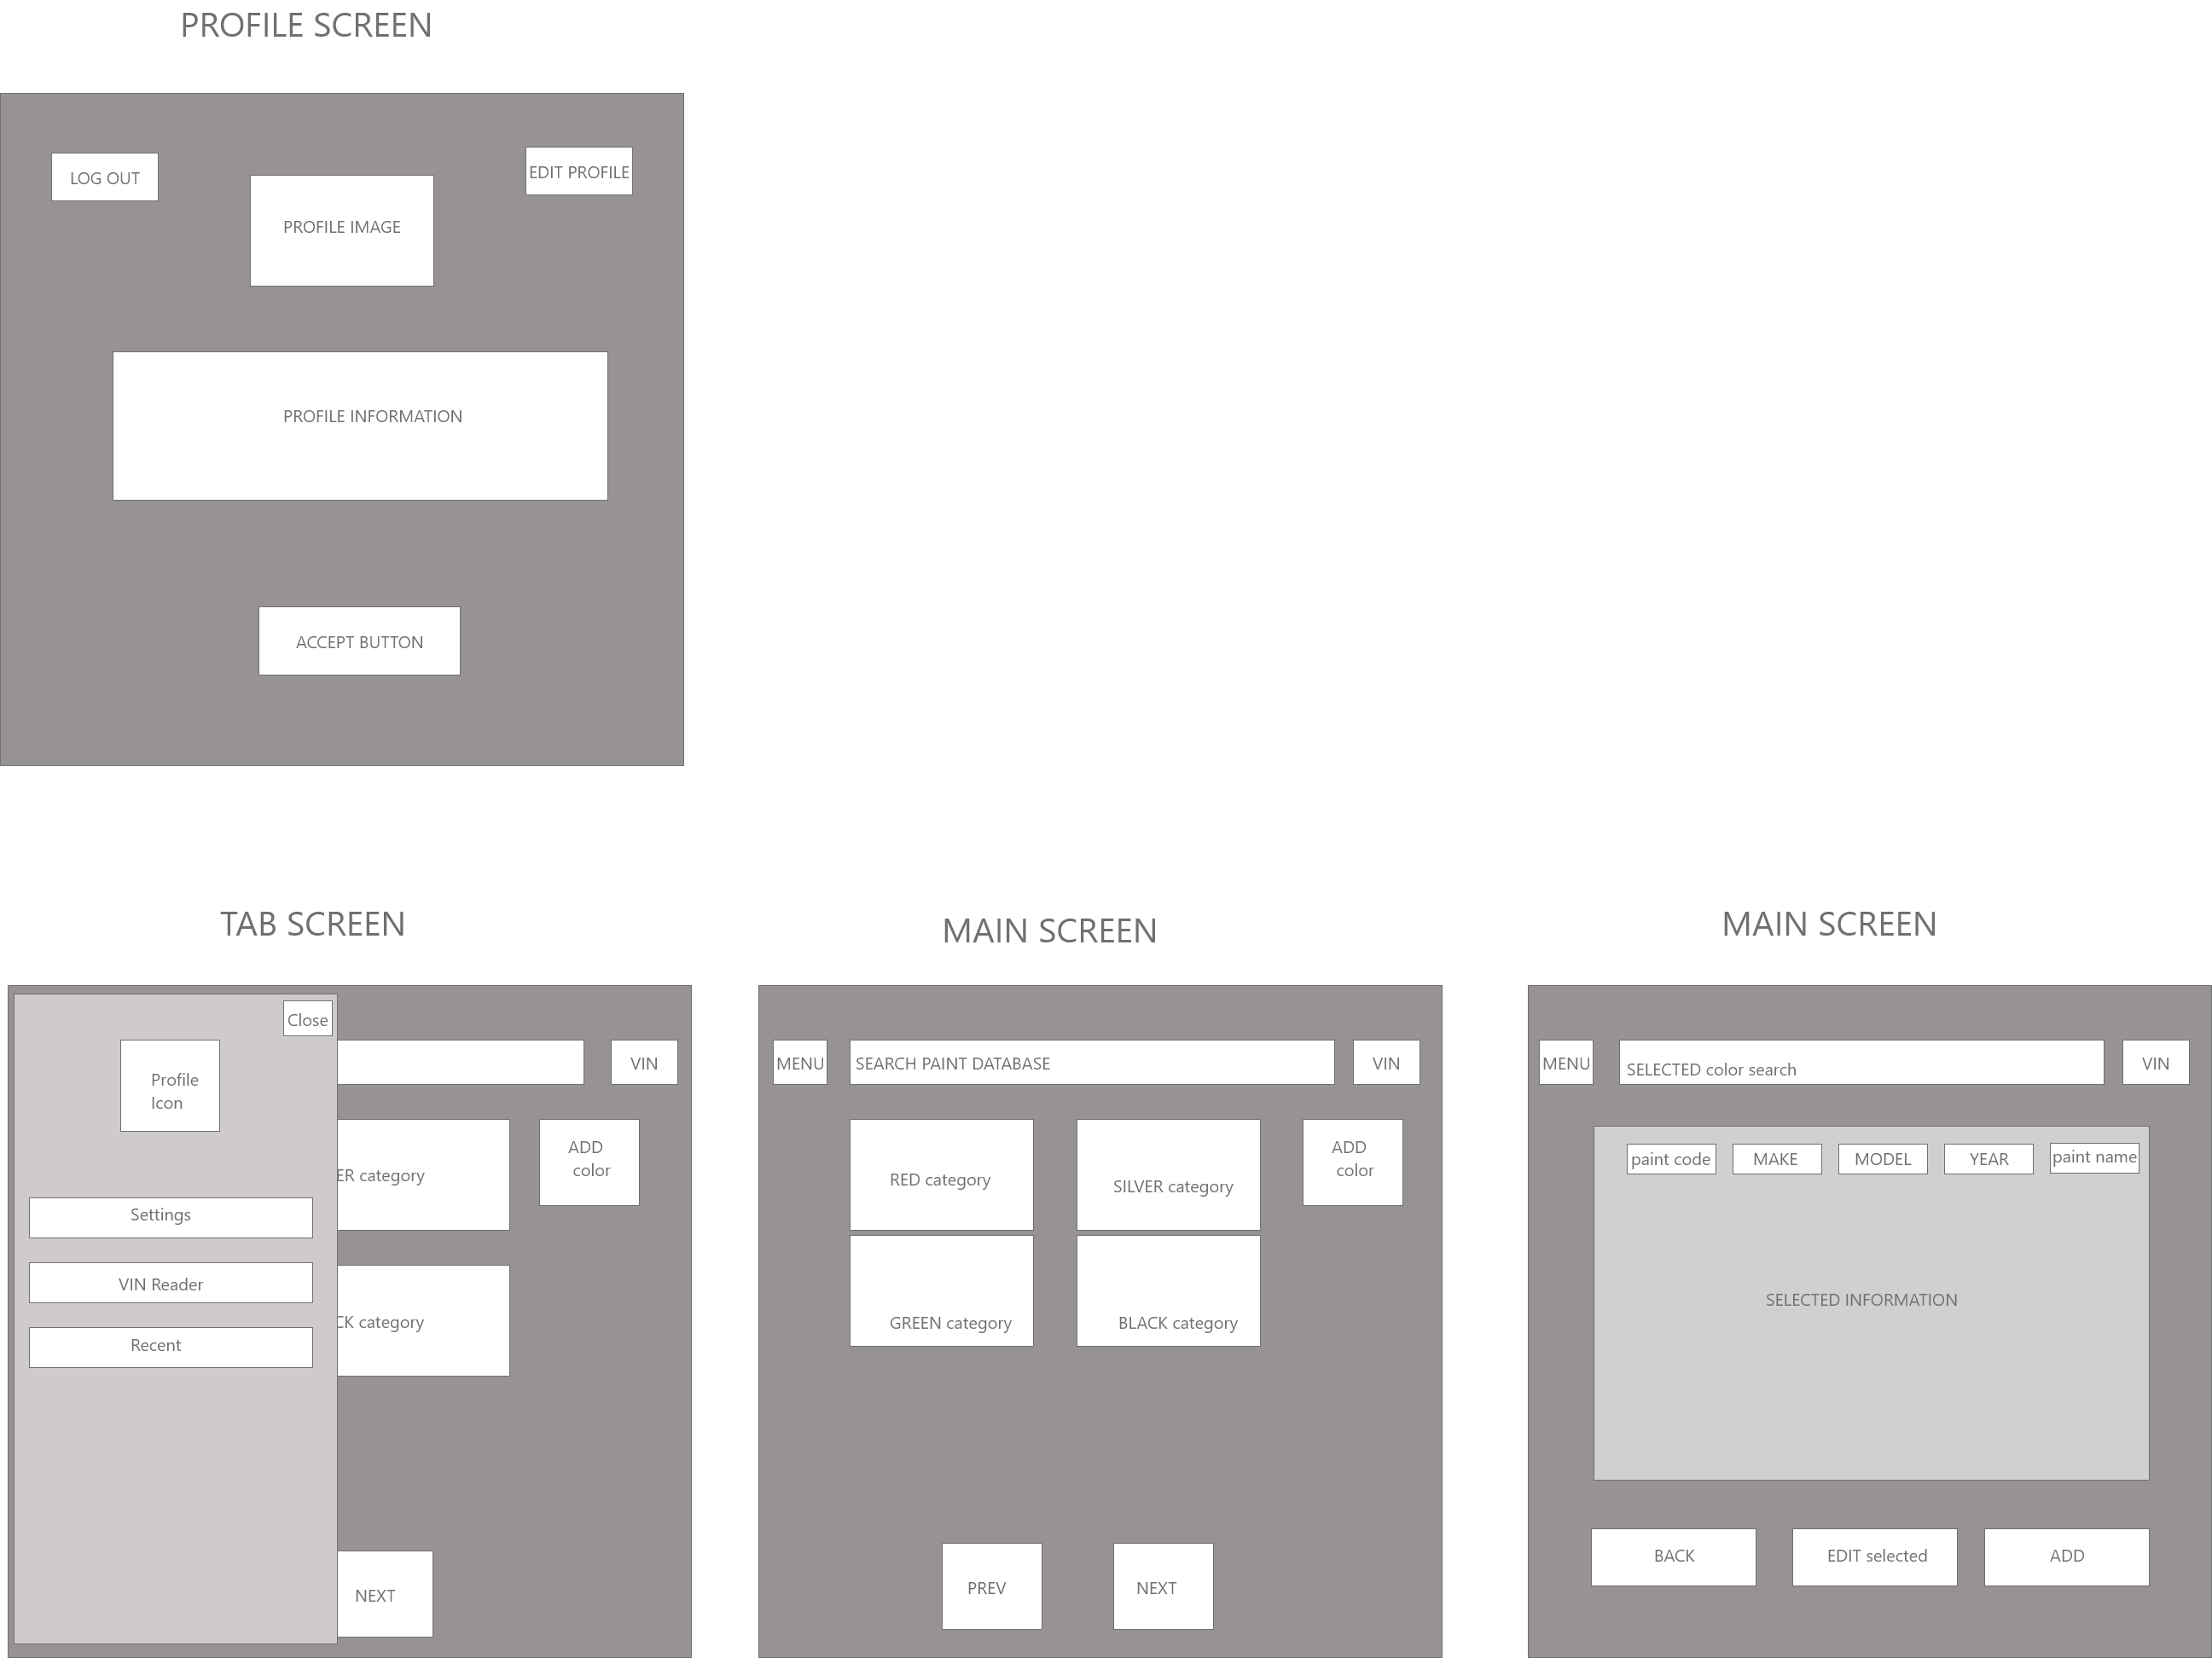 PROFILE SCREEN
LOG OUT
EDIT PROFILE
PROFILE IMAGE
PROFILE INFORMATION
ACCEPT BUTTON
TAB SCREEN
Close
Profile
Icon
Settings
VIN Reader
Recent
VIN
ER category
ADD
color
CK category
NEXT
MAIN SCREEN
MENU
SEARCH PAINT DATABASE
VIN
RED category
SILVER category
ADD
color
GREEN category
BLACK category
PREV
NEXT
MAIN SCREEN
MENU
SELECTED color search
VIN
paint code
MAKE
MODEL
YEAR
paint name
SELECTED INFORMATION
BACK
EDIT selected
ADD